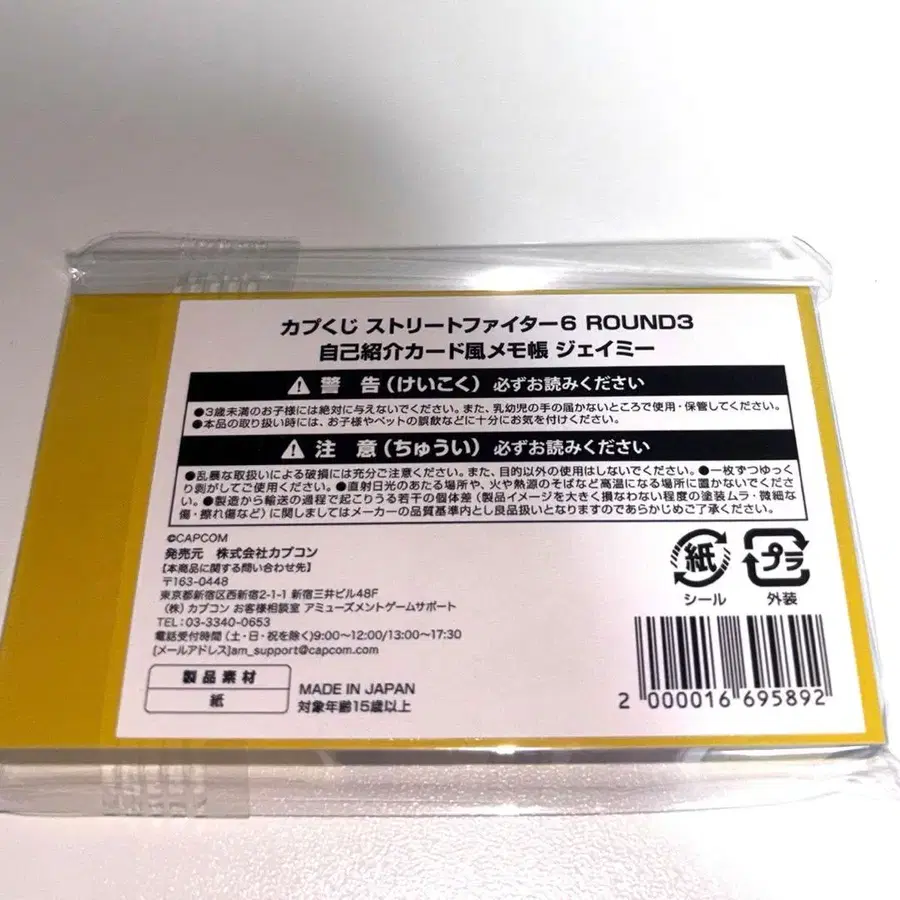 カプくじ ストリートファイター6 ROUND3
自己紹介カード風メモ帳 ジェイミー
警 告（けいこく）必ずお読みください
●3歳未満のお子様には絶対に与えないでください。また、乳幼児の手の届かないところで使用・保管してください。
●本品の取り扱い時には、お子様やペットの誤飲などに十分にお気を付けください。
注 意（ちゅうい）必ずお読みください
●乱暴な取扱いによる破損には充分ご注意ください。また、目的以外の使用はしないでください。●一枚ずつゆっく
り剥がしてご使用ください。●直射日光のあたる場所や、火や熱源のそばなど高温になる場所に置かないでくださ
い。●製造から輸送の過程で起こりうる若干の個体差（製品イメージを大きく損なわない程度の塗装ムラ・微細な
傷・擦れ傷など）に関しましてはメーカーの品質基準内とし良品扱いとなりますのであらかじめご了承ください。
©CAPCOM
発売元 株式会社カプコン
【本商品に関する問い合わせ先】
〒163-0448
東京都新宿区西新宿2-1-1 新宿三井ビル48F
（株）カプコン お客様相談室 アミューズメントゲームサポート
TEL：03-3340-0653
電話受付時間（土・日・祝を除く）9:00～12:00/13:00～17:30
[メールアドレス]am_support@capcom.com
紙
シール
プラ
外装
製品素材
紙
MADE IN JAPAN
対象年齢15歳以上
2 000016 695892